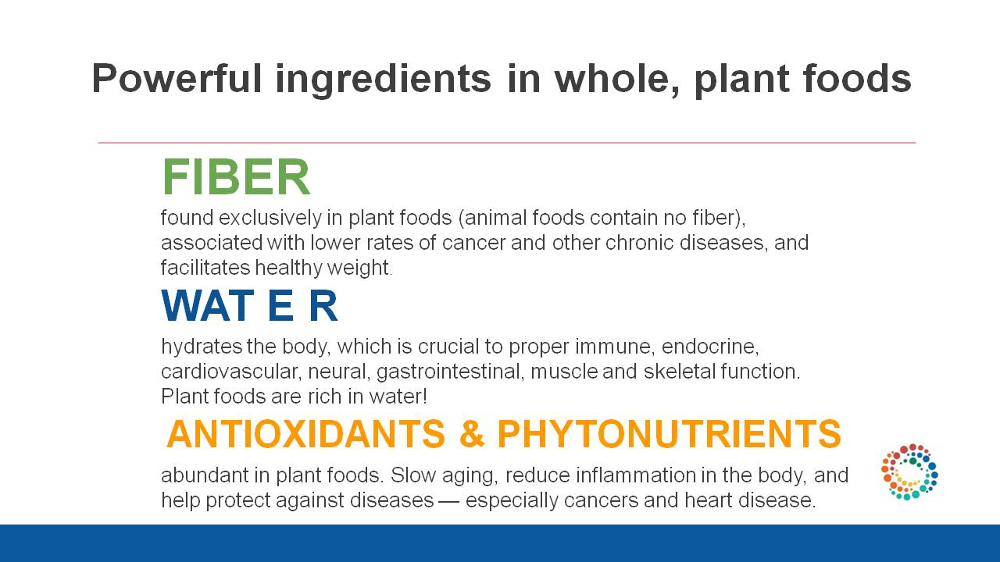 Powerful ingredients in whole, plant foods
FIBER
found exclusively in plant foods (animal foods contain no fiber),
associated with lower rates of cancer and other chronic diseases, and
facilitates healthy weight.
WAT E R
hydrates the body, which is crucial to proper immune, endocrine,
cardiovascular, neural, gastrointestinal, muscle and skeletal function.
Plant foods are rich in water!
ANTIOXIDANTS & PHYTONUTRIENTS
abundant in plant foods. Slow aging, reduce inflammation in the body, and
help protect against diseases — especially cancers and heart disease.